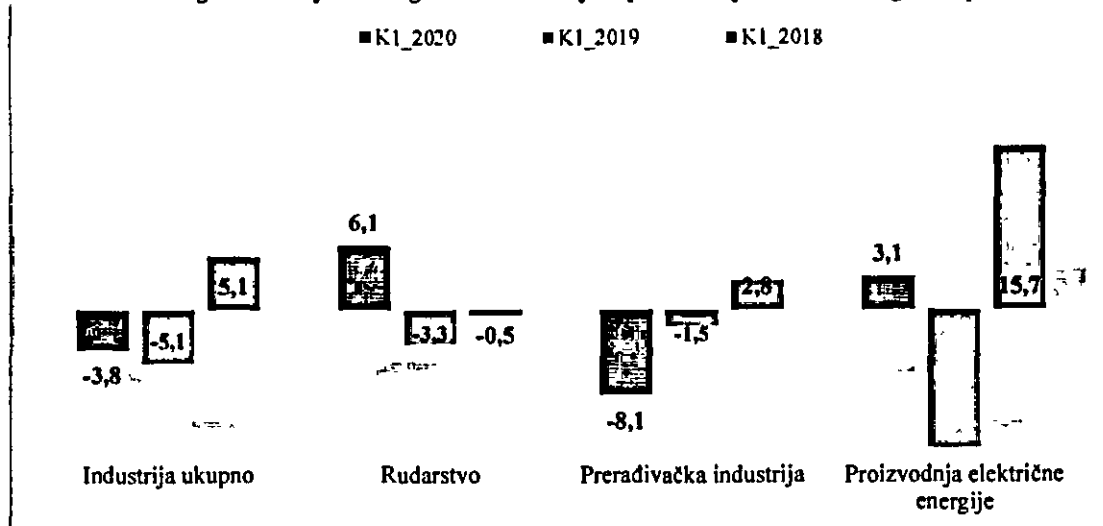 ■K1_2020 ■K1_2019 ■K1_2018
6,1
3,1
5,1
2,8
15,7
-3,8
-5,1
-3,3
-0,5
-1,5
-8,1
Industrija ukupno
Rudarstvo
Prerađivačka industrija
Proizvodnja električne
energije